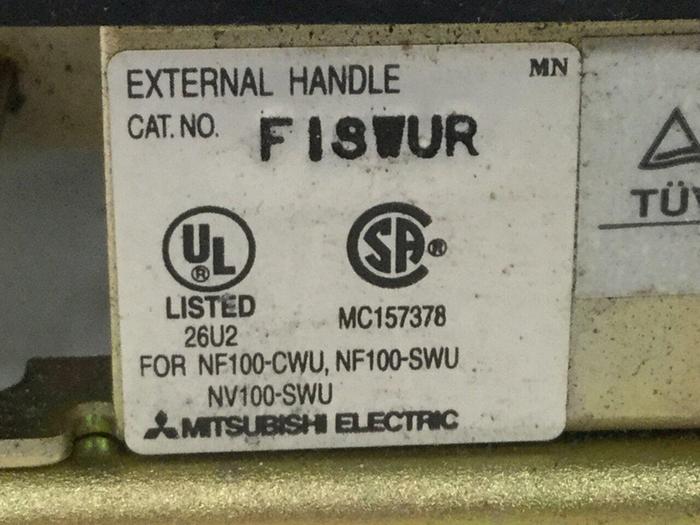 EXTERNAL HANDLE MN
CAT. NO. F1SWUR
UL ®
LISTED
26U2
SA ®
MC157378
FOR NF100-CWU, NF100-SWU
NV100-SWU
MITSUBISHI ELECTRIC
TÜV